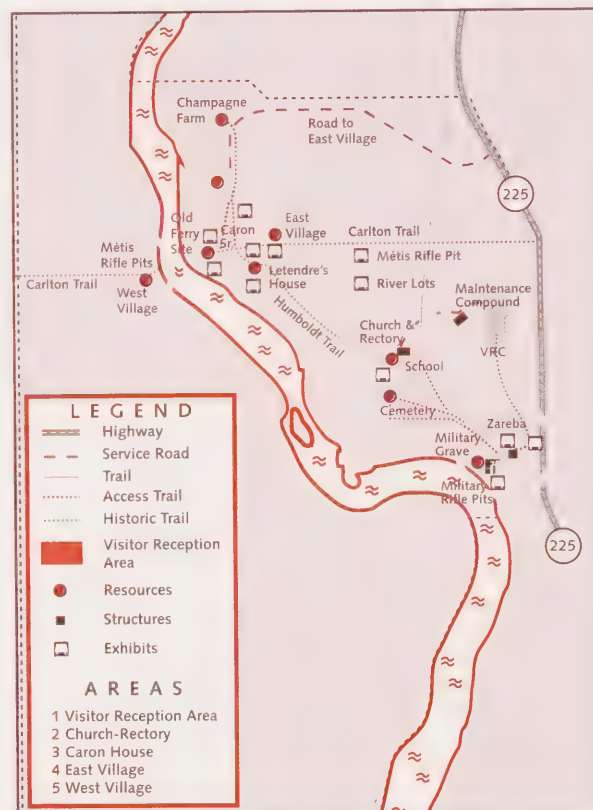 Champagne
Farm
Road to
East Village
225
Old
Ferry
Site
Caron
Sr.
East
Village
Carlton Trail
Métis
Rifle Pits
Métis Rifle Pit
Carlton Trail
West
Village
Letendre's
House
River Lots
Maintenance
Compound
Humboldt Trail
Church &
Rectory
School
VRC
Cemetery
Zareba
Military
Grave
Military
Rifle Pits
225
LEGEND
Highway
Service Road
Trail
Access Trail
Historic Trail
Visitor Reception
Area
Resources
Structures
Exhibits
AREAS
1 Visitor Reception Area
2 Church-Rectory
3 Caron House
4 East Village
5 West Village